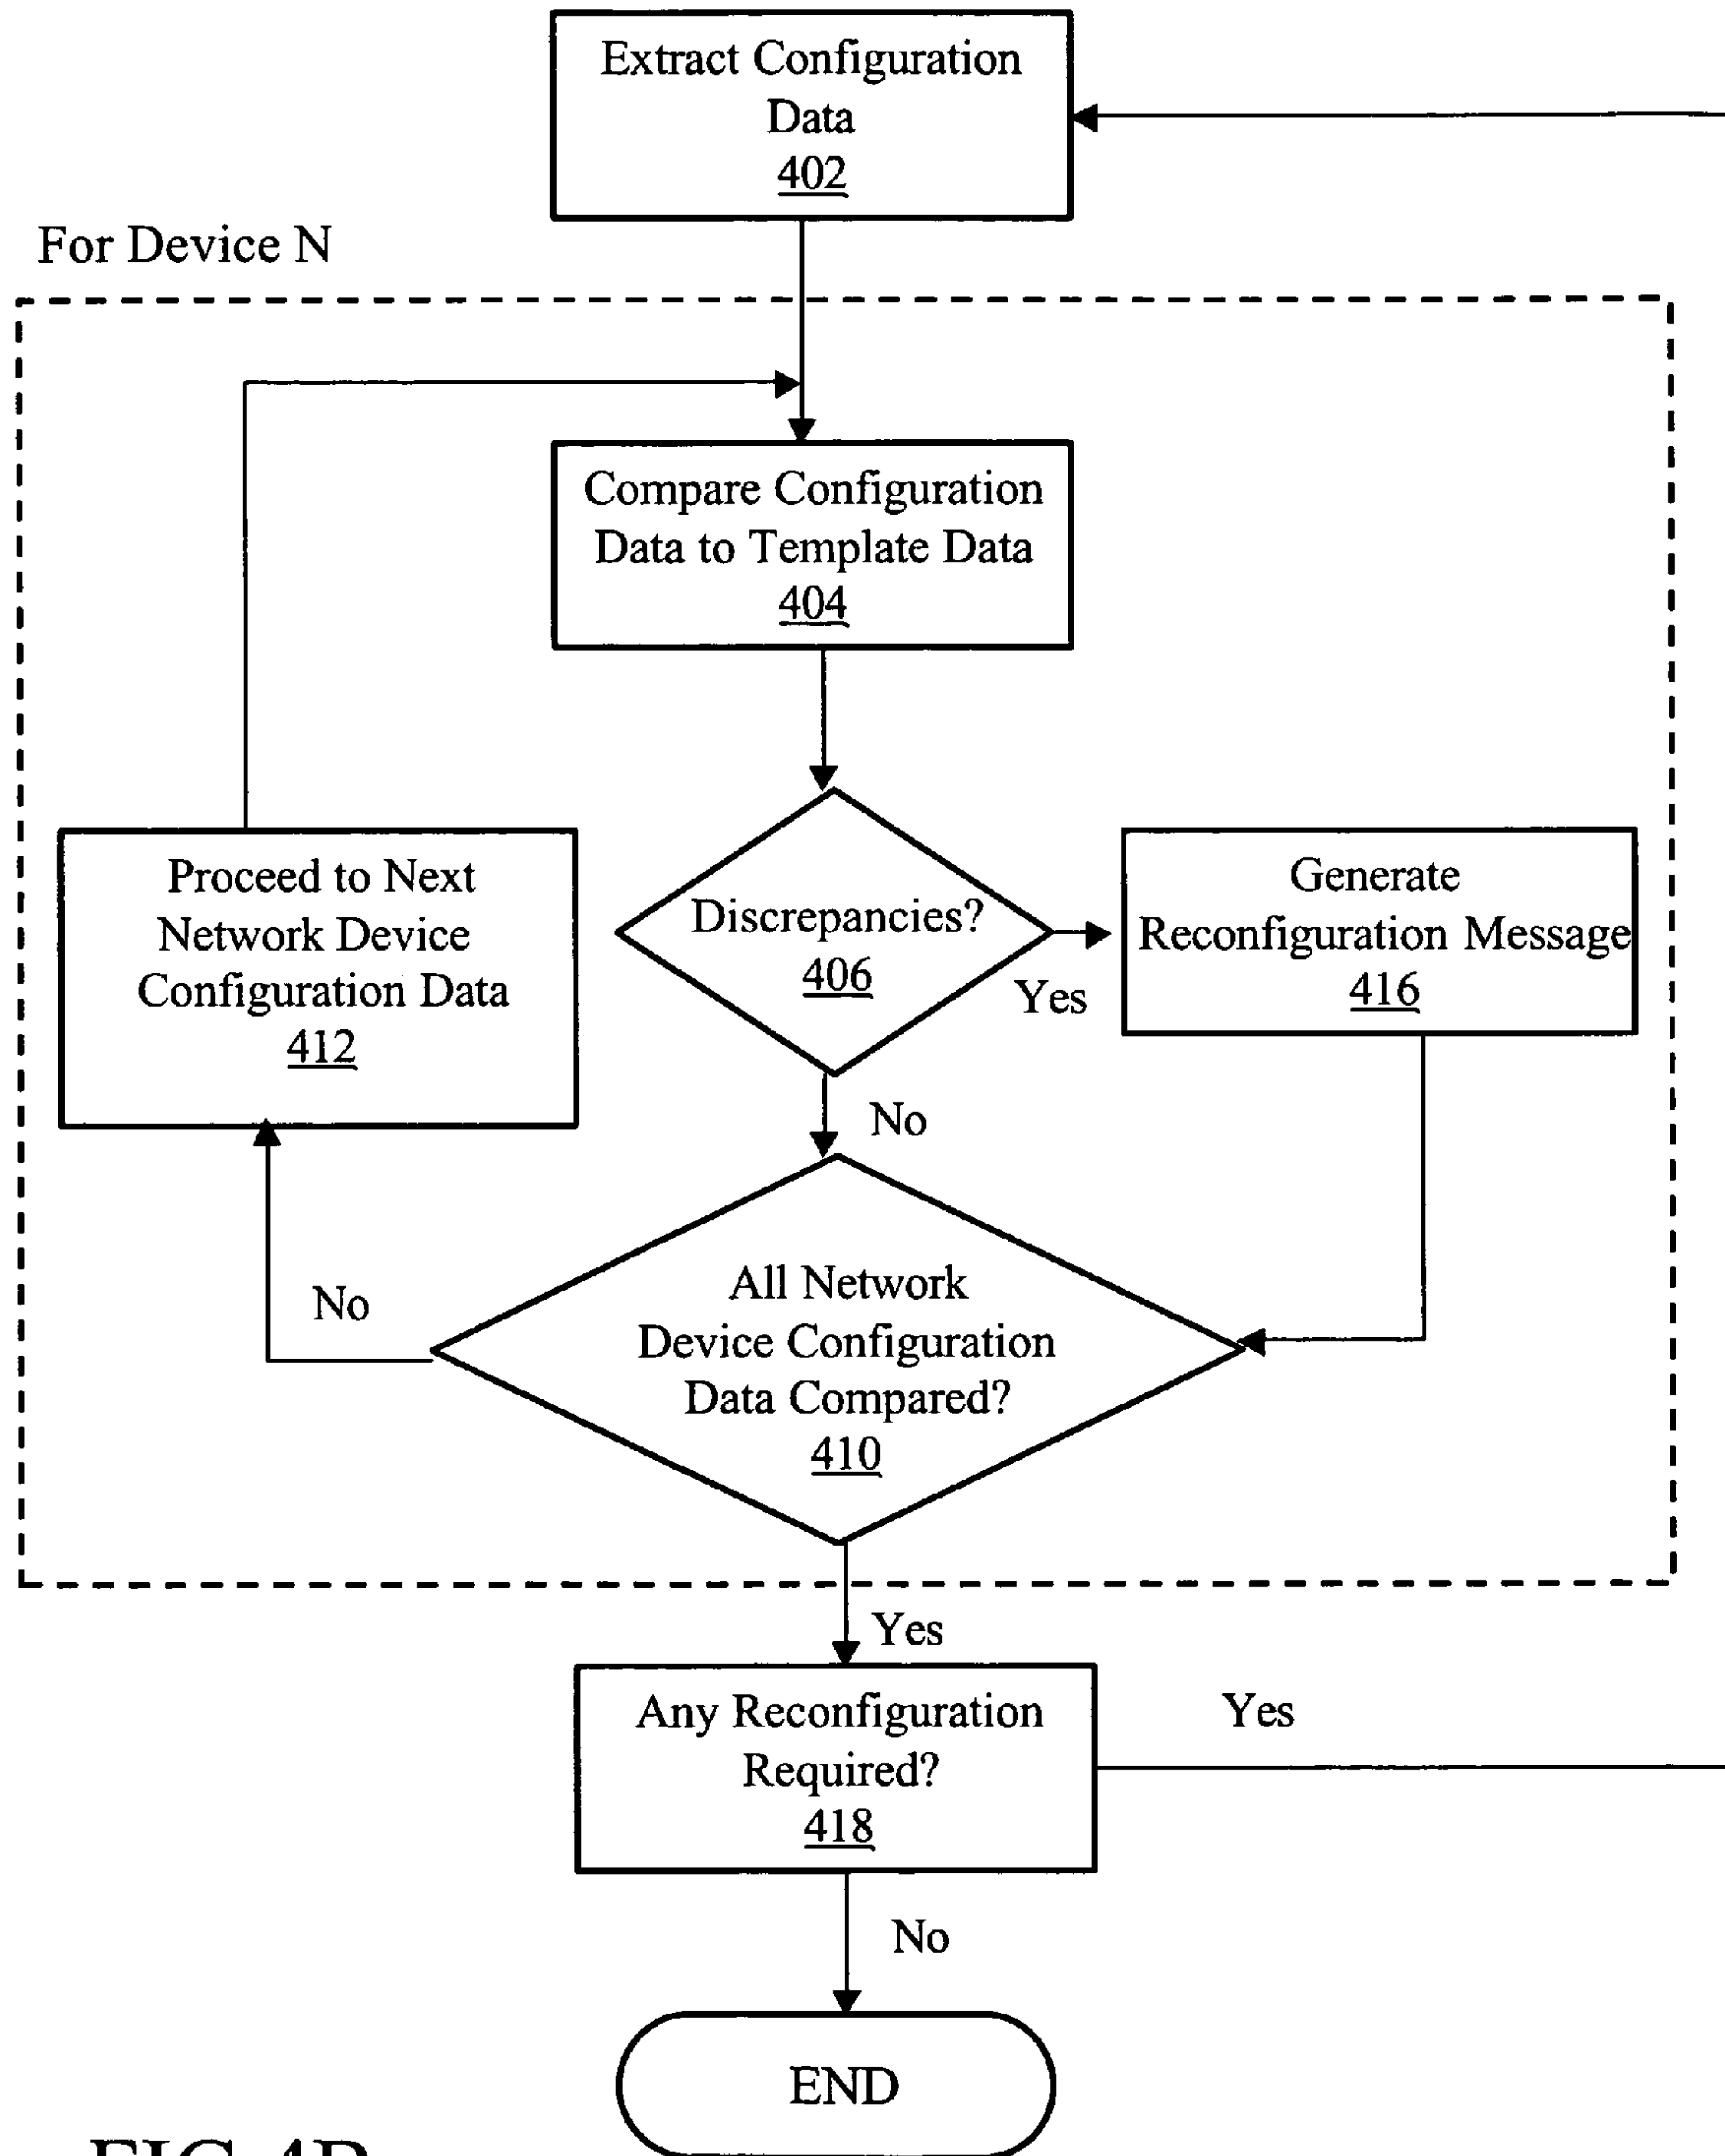 Extract Configuration
Data
402
For Device N
Compare Configuration
Data to Template Data
404
Proceed to Next
Network Device
Configuration Data
412
Discrepancies?
406
Yes
Generate
Reconfiguration Message
416
No
No
All Network
Device Configuration
Data Compared?
410
Yes
Any Reconfiguration
Required?
418
Yes
No
END